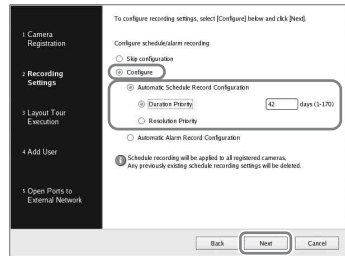 To configure recording settings, select [Configure] below and click [Next].
1 Camera
Registration
Configure schedule/alarm recording
Skip configuration
Configure
2 Recording
Settings
Automatic Schedule Record Configuration
Duration Priority
42 days (1-170)
Resolution Priority
3 Layout Tour
Execution
Automatic Alarm Record Configuration
4 Add User
Schedule recording will be applied to all registered cameras,
Any previously existing schedule recording settings will be deleted.
5 Open Ports to
External Network
Back Next Cancel